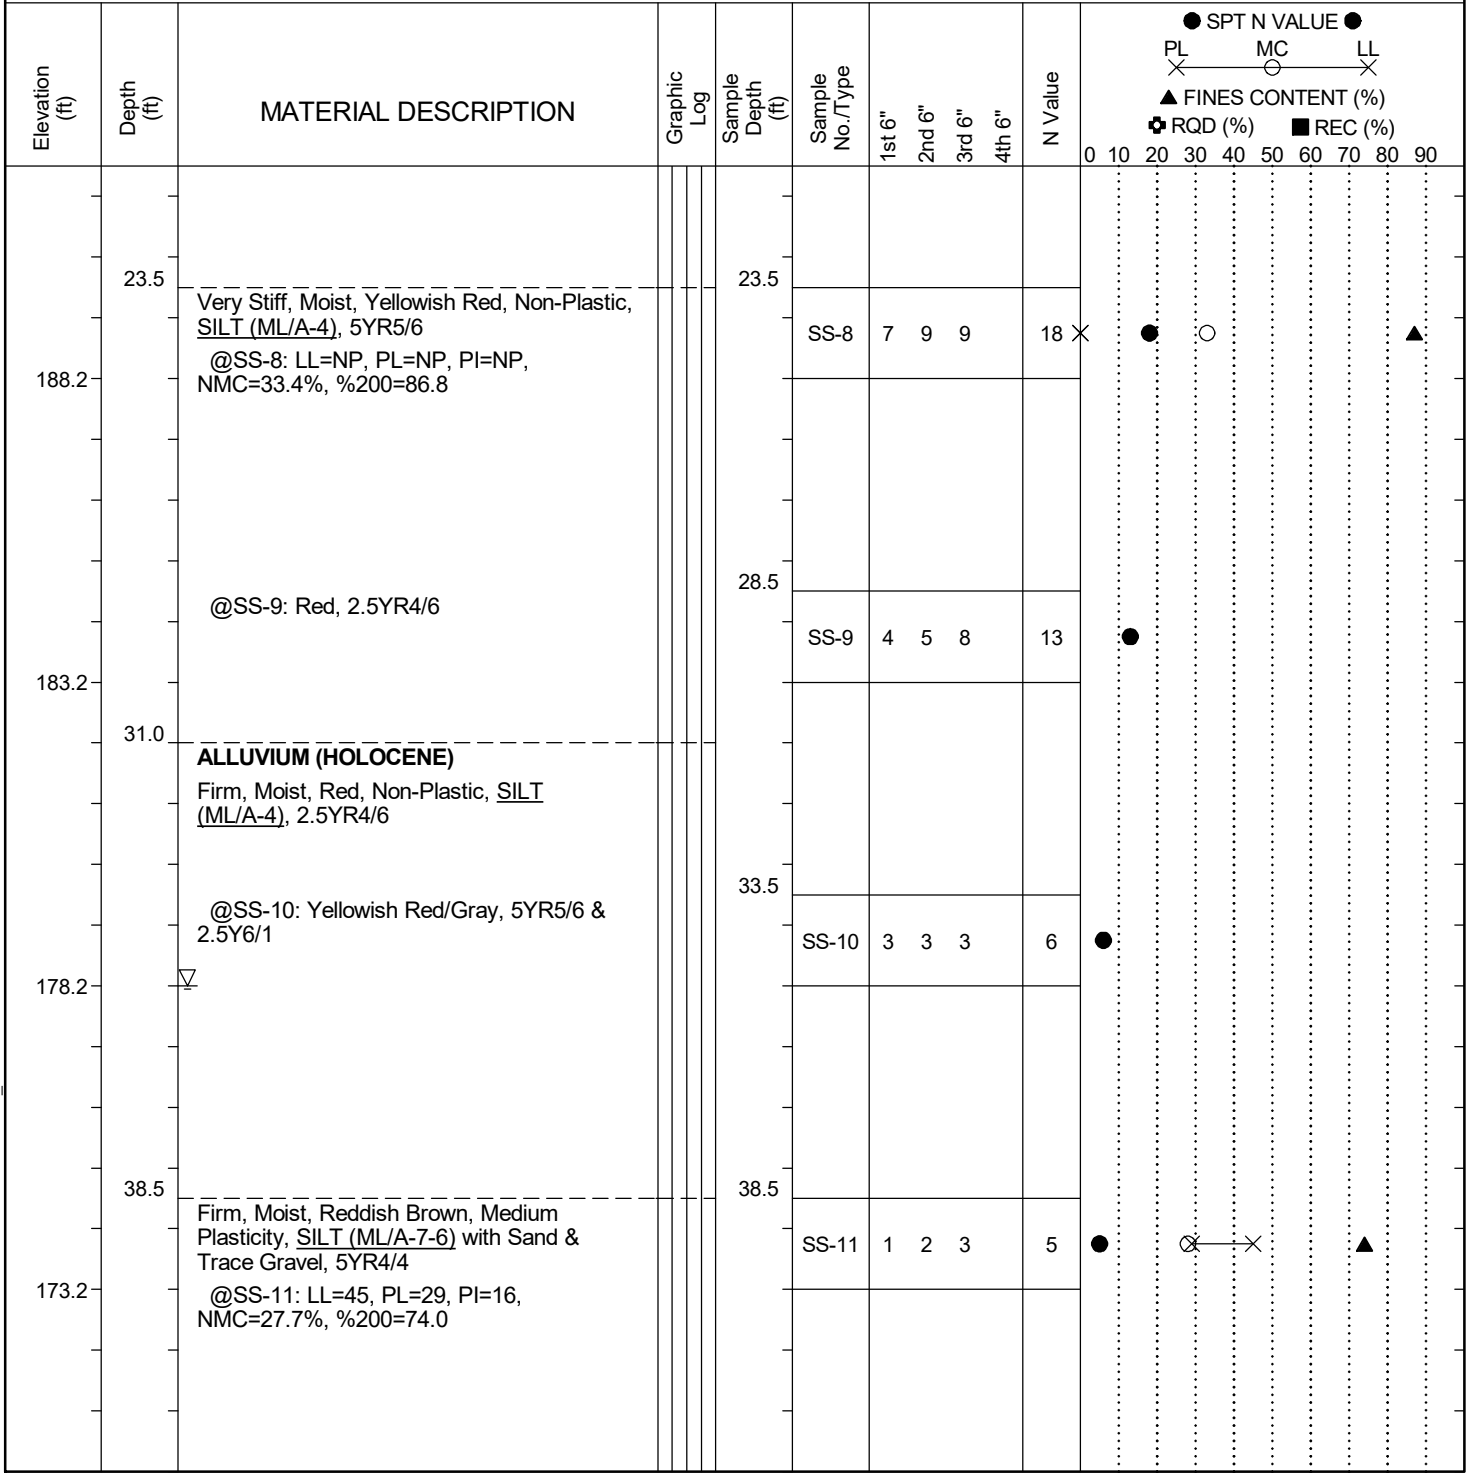 Elevation (ft)
Depth (ft)
MATERIAL DESCRIPTION
Graphic Log
Sample Depth (ft)
Sample No./Type
1st 6"
2nd 6"
3rd 6"
4th 6"
N Value
SPT N VALUE
PL MC LL
FINES CONTENT (%)
RQD (%) REC (%)
0 10 20 30 40 50 60 70 80 90
23.5 23.5
Very Stiff, Moist, Yellowish Red, Non-Plastic,
SILT (ML/A-4), 5YR5/6
SS-8 7 9 9 18
@SS-8: LL=NP, PL=NP, PI=NP,
NMC=33.4%, %200=86.8
188.2
28.5
@SS-9: Red, 2.5YR4/6
SS-9 4 5 8 13
183.2
31.0
ALLUVIUM (HOLOCENE)
Firm, Moist, Red, Non-Plastic, SILT
(ML/A-4), 2.5YR4/6
33.5
@SS-10: Yellowish Red/Gray, 5YR5/6 &
2.5Y6/1
SS-10 3 3 3 6
178.2
38.5 38.5
Firm, Moist, Reddish Brown, Medium
Plasticity, SILT (ML/A-7-6) with Sand &
Trace Gravel, 5YR4/4
SS-11 1 2 3 5
173.2
@SS-11: LL=45, PL=29, PI=16,
NMC=27.7%, %200=74.0